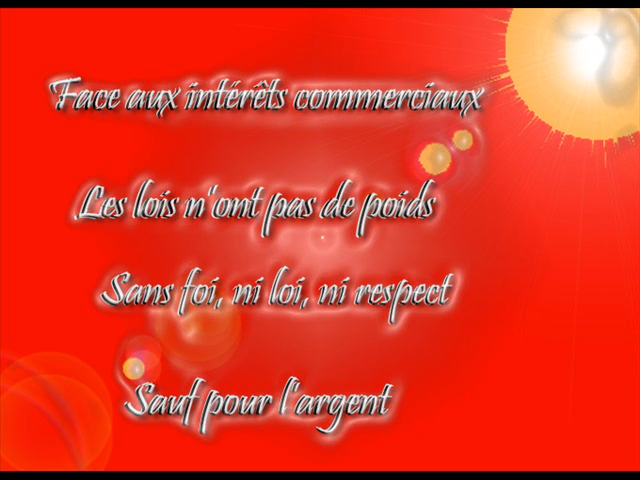 Face aux intérêts commerciaux
Les lois n'ont pas de poids
Sans foi, ni loi, ni respect
Sauf pour l'argent